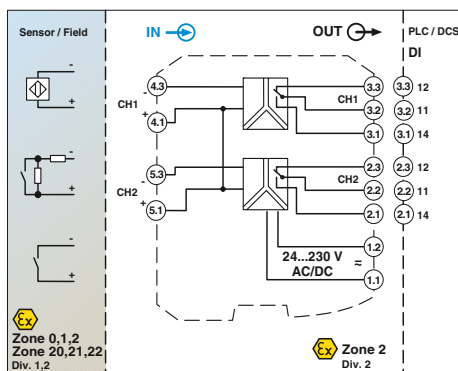 Sensor / Field
IN
OUT
PLC / DCS
DI
-
+
4.3
-
CH1
+
4.1
3.3
CH1
3.2
3.1
3.3 12
3.2 11
3.1 14
-
+
5.3
-
CH2
+
5.1
2.3
CH2
2.2
2.1
2.3 12
2.2 11
2.1 14
-
+
24...230 V
AC/DC
≈
1.2
1.1
Ex
Zone 0,1,2
Zone 20,21,22
Div. 1,2
Ex
Zone 2
Div. 2